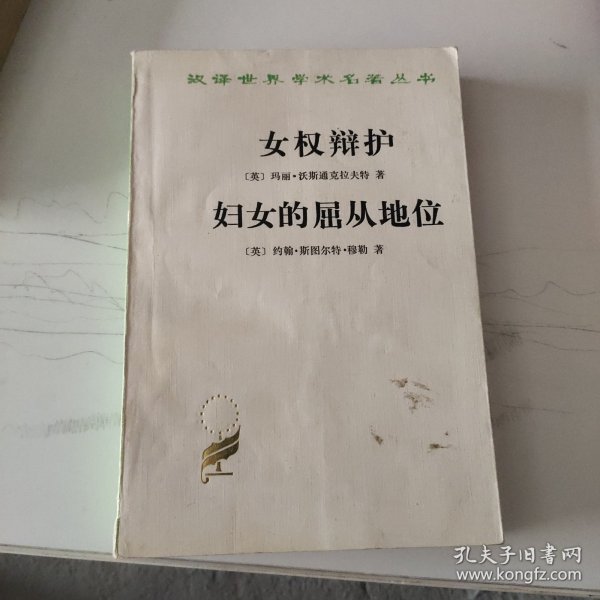 汉译世界学术名著丛书
女权辩护
〔英〕玛丽·沃斯通克拉夫特 著
妇女的屈从地位
〔英〕约翰·斯图尔特·穆勒 著
孔夫子旧书网
www.kongfz.com